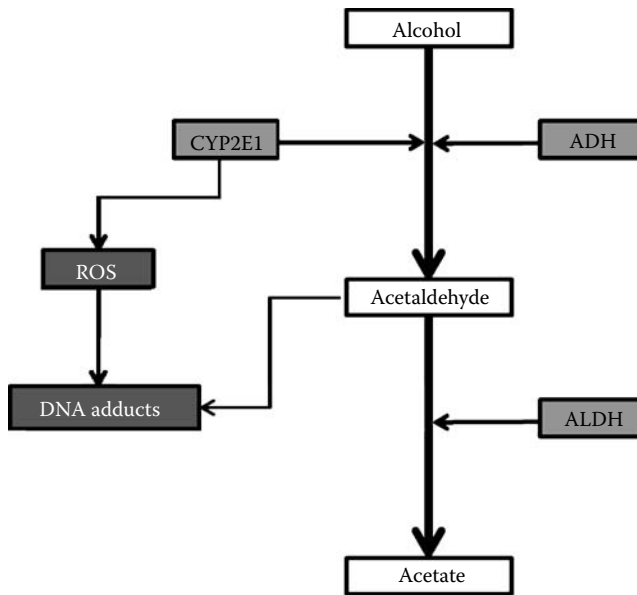 Alcohol
CYP2E1
ADH
ROS
Acetaldehyde
DNA adducts
ALDH
Acetate